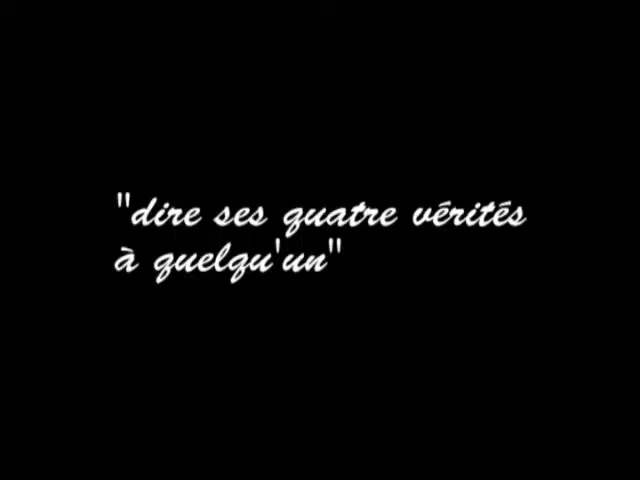 "dire ses quatre vérités
à quelqu'un"